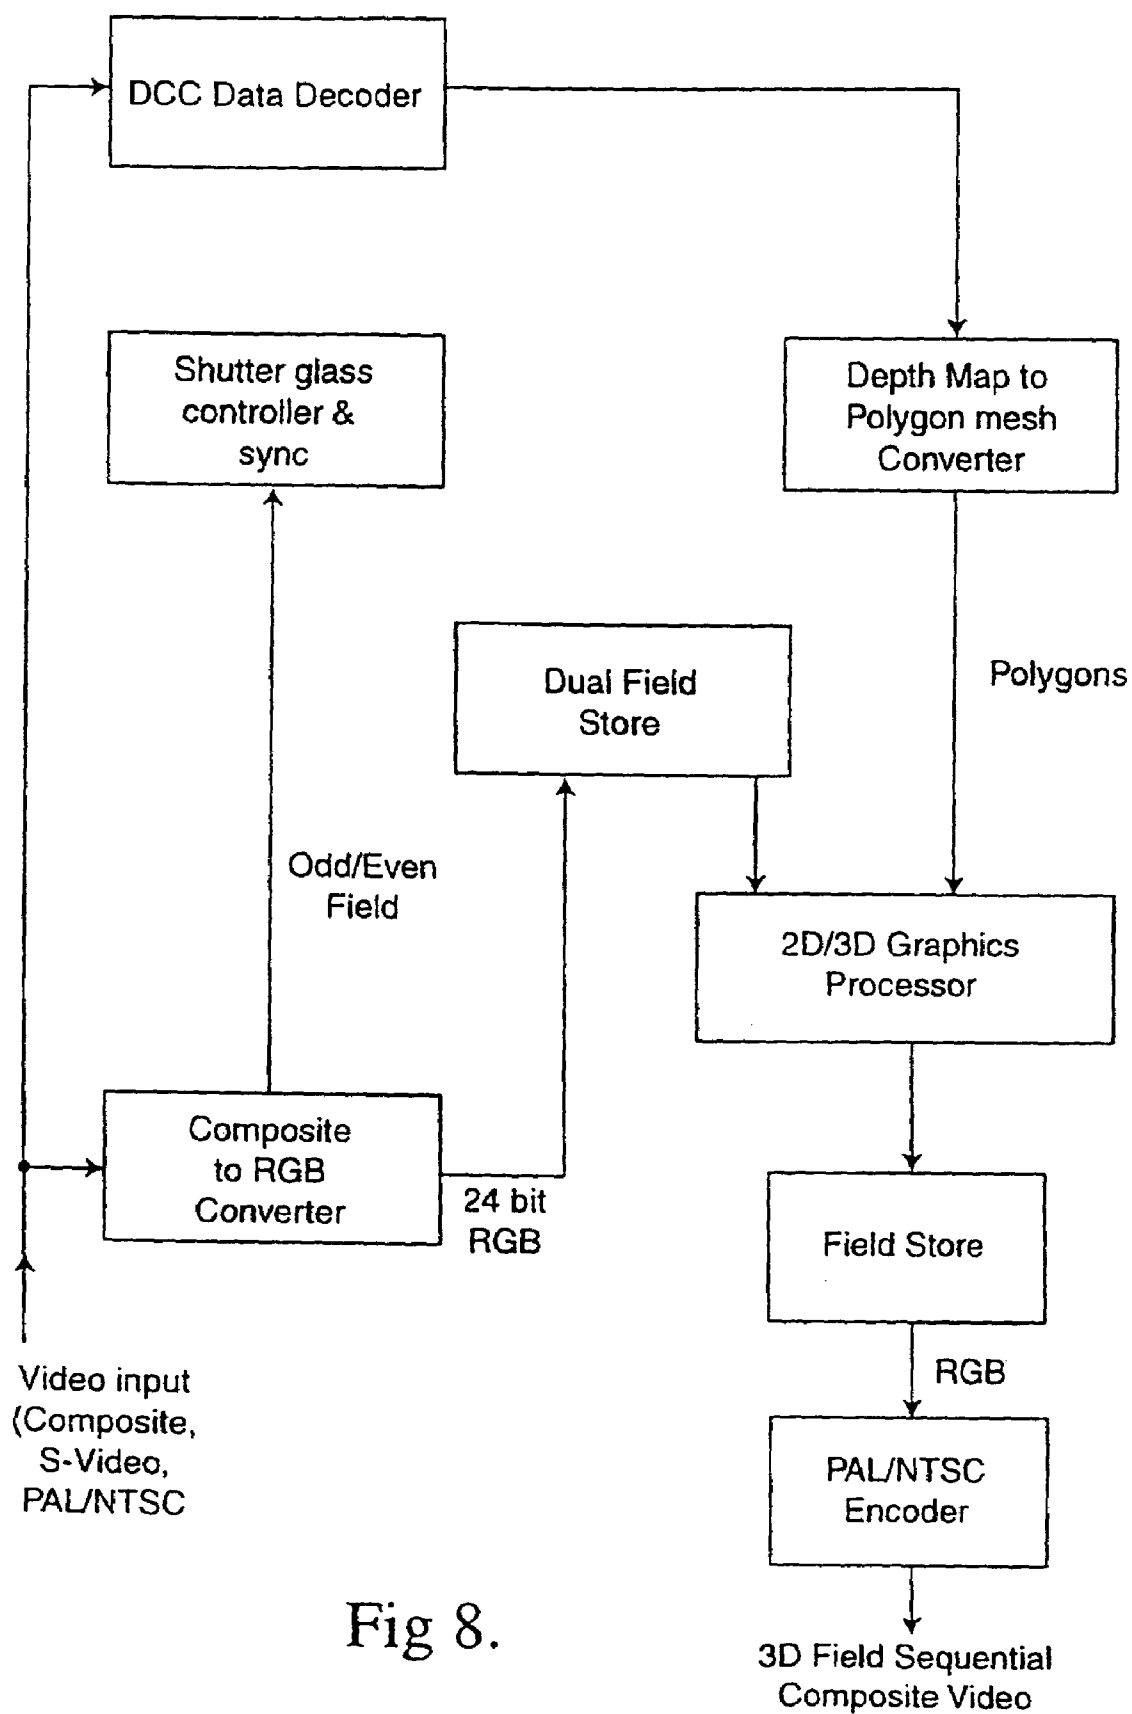 DCC Data Decoder
Shutter glass
controller &
sync
Depth Map to
Polygon mesh
Converter
Dual Field
Store
Polygons
Odd/Even
Field
2D/3D Graphics
Processor
Composite
to RGB
Converter
24 bit
RGB
Field Store
Video input
(Composite,
S-Video,
PAL/NTSC
RGB
PAL/NTSC
Encoder
Fig 8.
3D Field Sequential
Composite Video